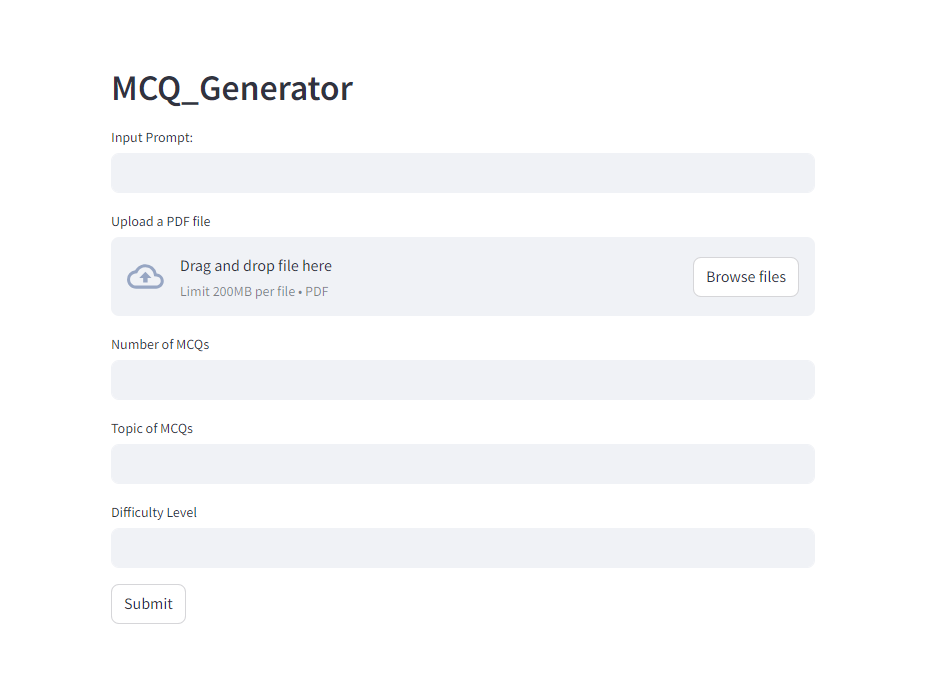 MCQ_Generator
Input Prompt:
Upload a PDF file
Drag and drop file here
Limit 200MB per file • PDF
Browse files
Number of MCQs
Topic of MCQs
Difficulty Level
Submit